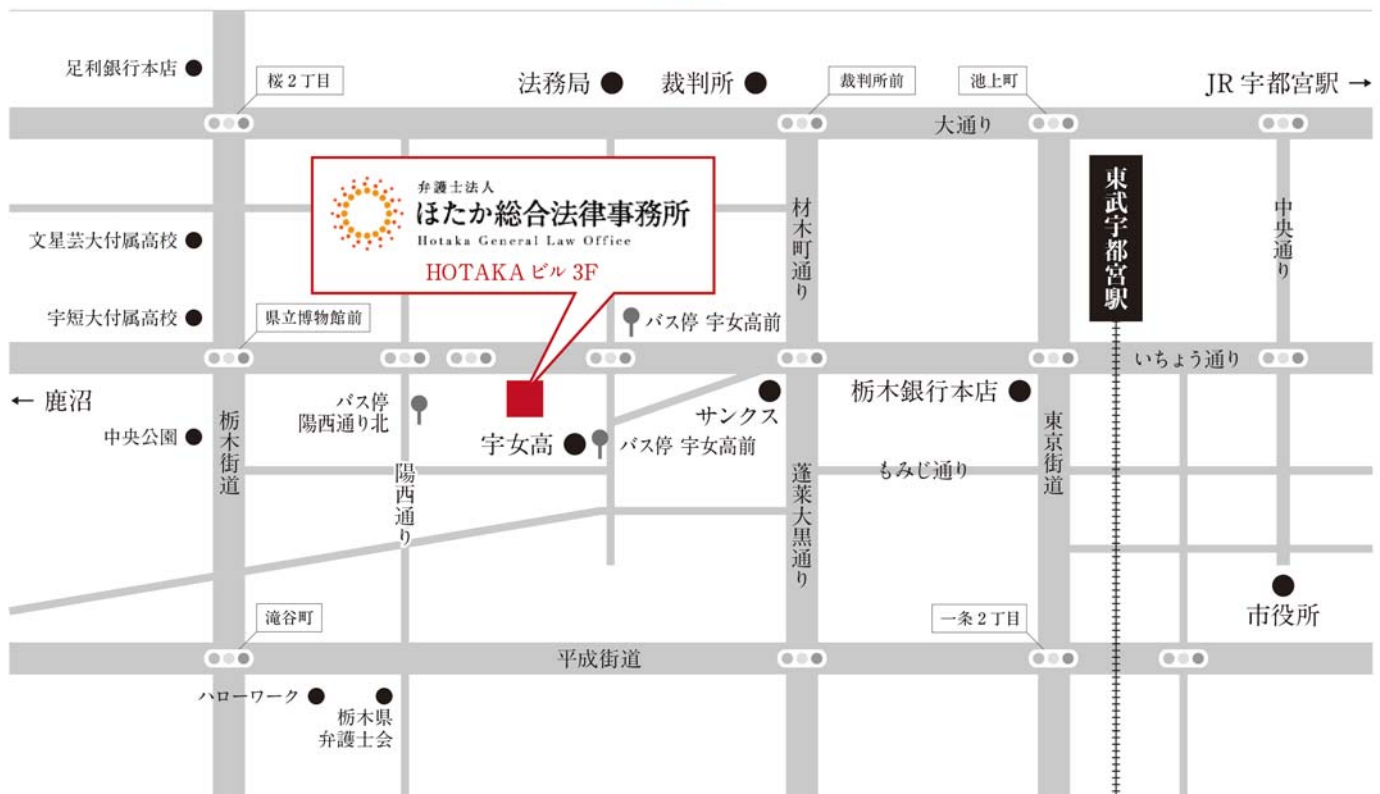 足利銀行本店
桜2丁目
法務局
裁判所
裁判所前
池上町
JR 宇都宮駅 →
大通り
弁護士法人
ほたか総合法律事務所
Hotaka General Law Office
HOTAKA ビル 3F
材木町通り
東武宇都宮駅
中央通り
文星芸大付属高校
宇短大付属高校
県立博物館前
バス停 宇女高前
いちょう通り
← 鹿沼
バス停
陽西通り北
サンクス
栃木銀行本店
中央公園
栃木街道
宇女高
バス停 宇女高前
東京街道
陽西通り
蓬莱大黒通り
もみじ通り
滝谷町
一条2丁目
市役所
平成街道
ハローワーク
栃木県
弁護士会